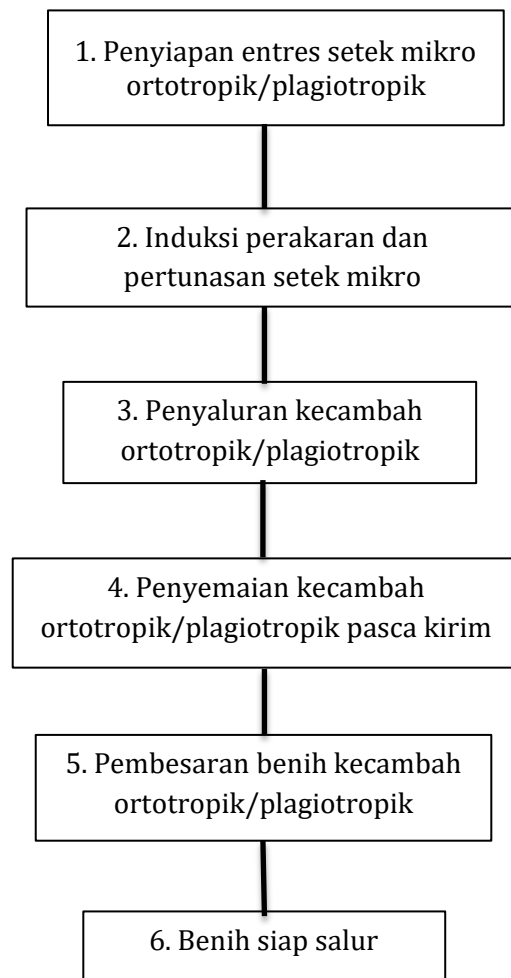 1. Penyiapan entres setek mikro
ortotropik/plagiotropik
2. Induksi perakaran dan
pertunasan setek mikro
3. Penyaluran kecambah
ortotropik/plagiotropik
4. Penyemaian kecambah
ortotropik/plagiotropik pasca kirim
5. Pembesaran benih kecambah
ortotropik/plagiotropik
6. Benih siap salur